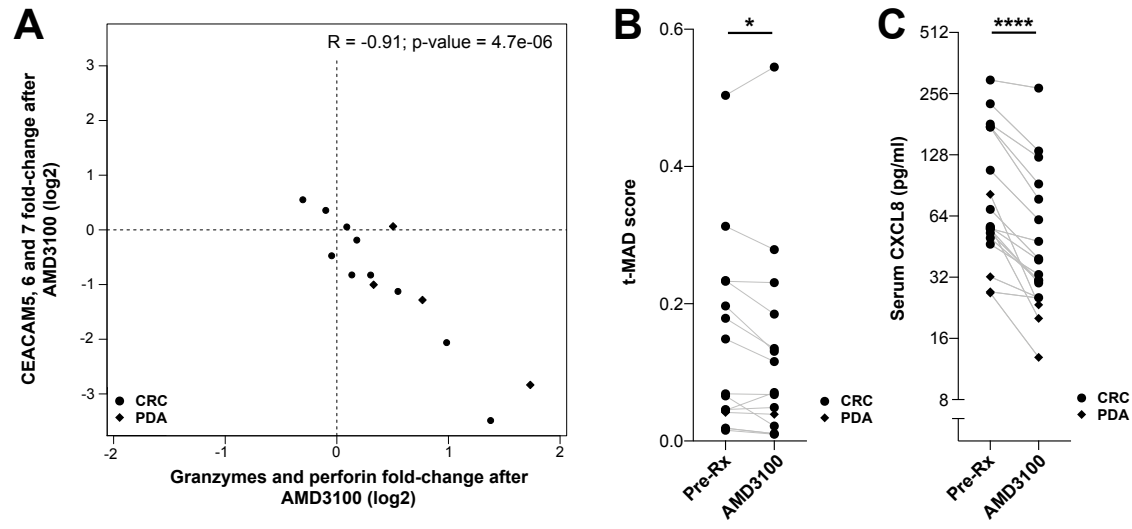 A
R = -0.91; p-value = 4.7e-06
CEACAM5, 6 and 7 fold-change after
AMD3100 (log2)
3
2
1
0
-1
-2
-3
CRC
PDA
-2
-1
0
1
2
Granzymes and perforin fold-change after
AMD3100 (log2)
B
*
t-MAD score
0.6
0.4
0.2
0.0
CRC
PDA
Pre-Rx
AMD3100
C
****
Serum CXCL8 (pg/ml)
512
256
128
64
32
16
8
CRC
PDA
Pre-Rx
AMD3100